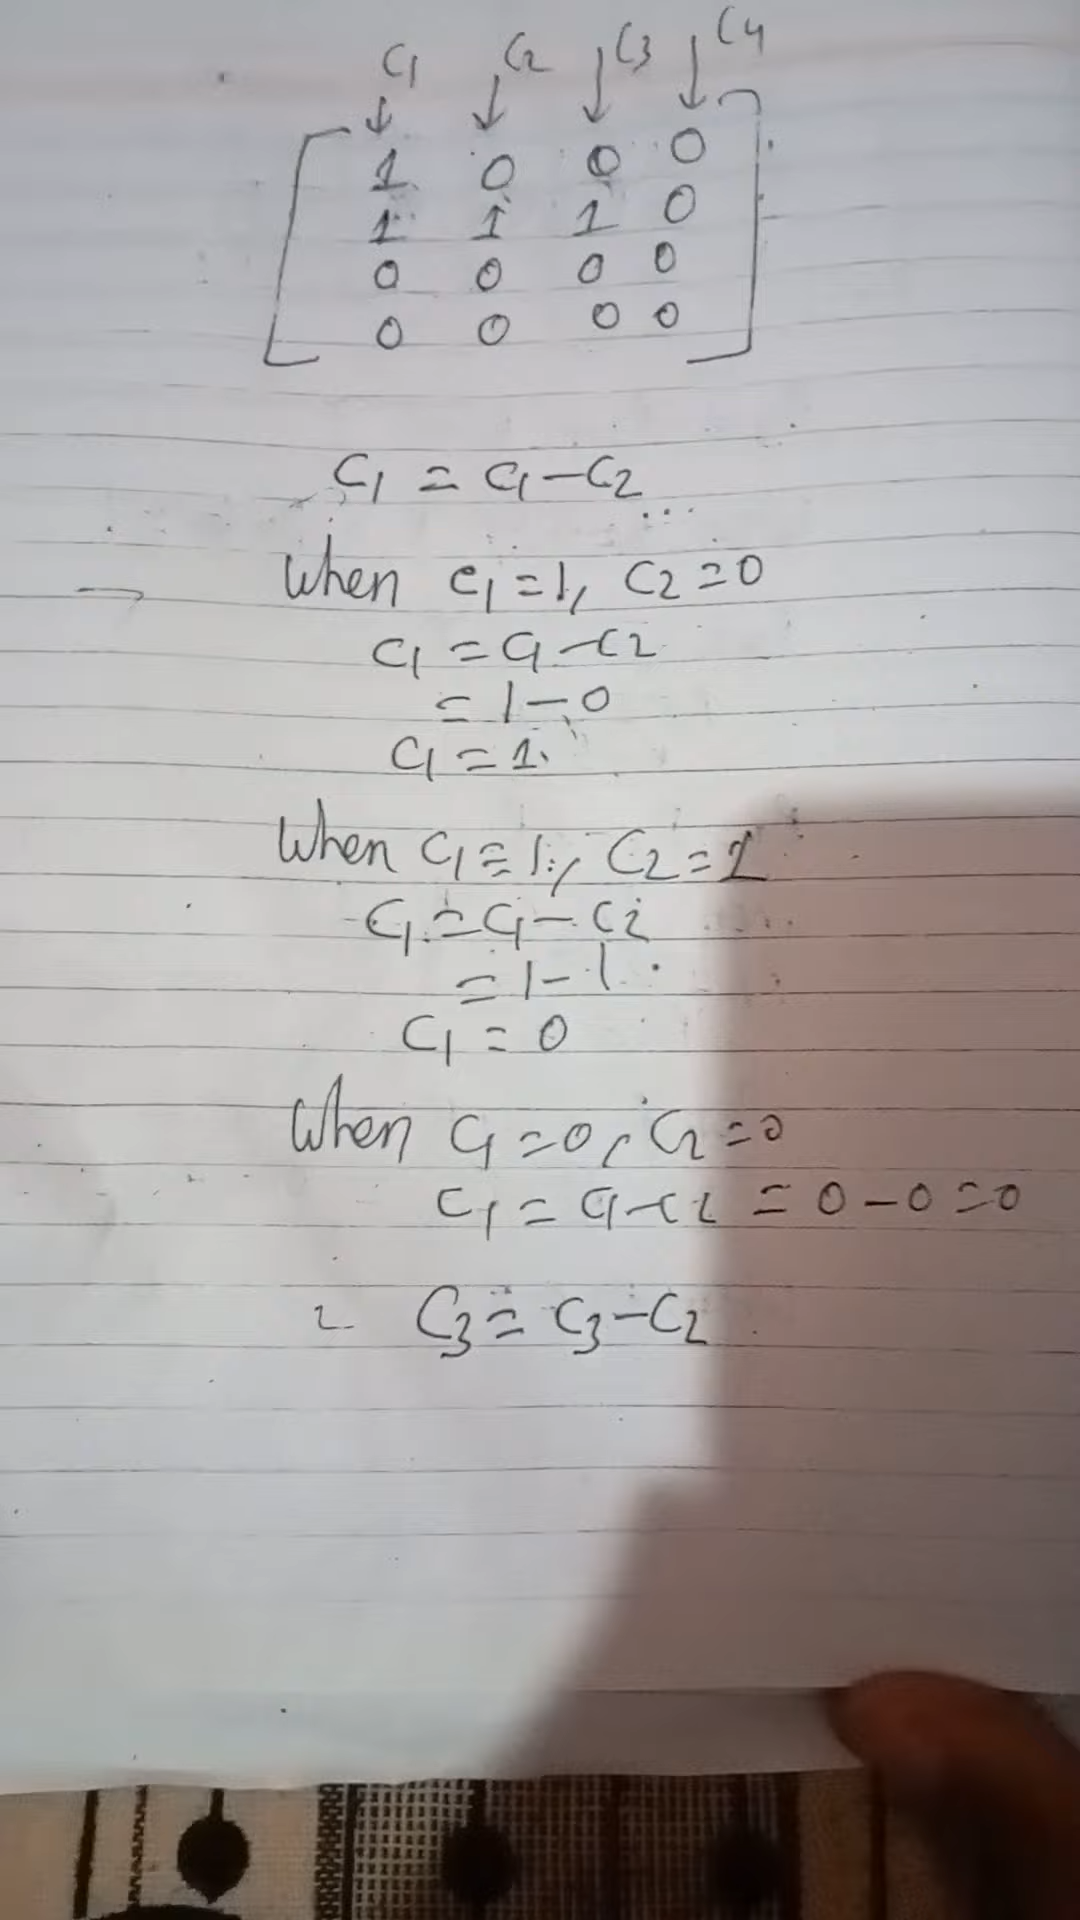 C1 C2 C3 C4
↓ ↓ ↓ ↓
1 0 0 0
1 1 1 0
0 0 0 0
0 0 0 0
C1 = C1 - C2
→ When C1 = 1, C2 = 0
C1 = C1 - C2
= 1 - 0
C1 = 1.
When C1 = 1, C2 = 1
C1 = C1 - C2
= 1 - 1
C1 = 0
When C1 = 0, C2 = 0
C1 = C1 - C2 = 0 - 0 = 0
2 C3 = C3 - C2